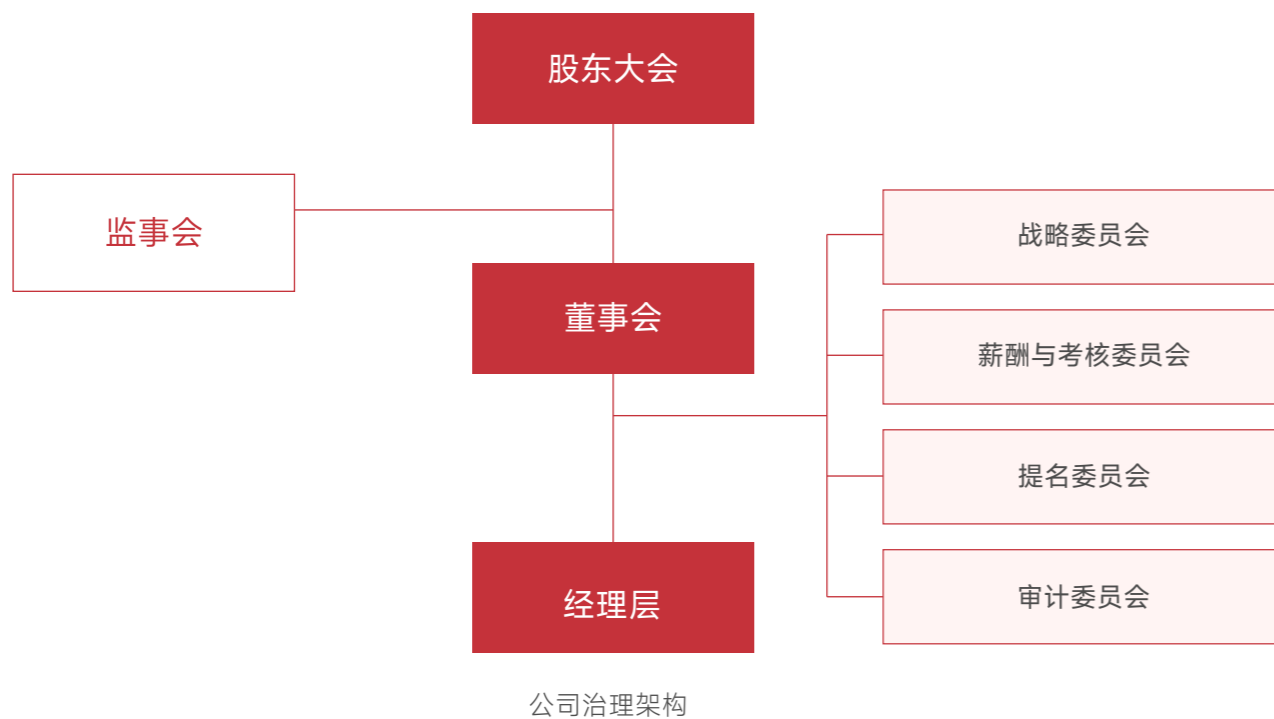 股东大会
监事会
董事会
战略委员会
薪酬与考核委员会
提名委员会
审计委员会
经理层
公司治理架构